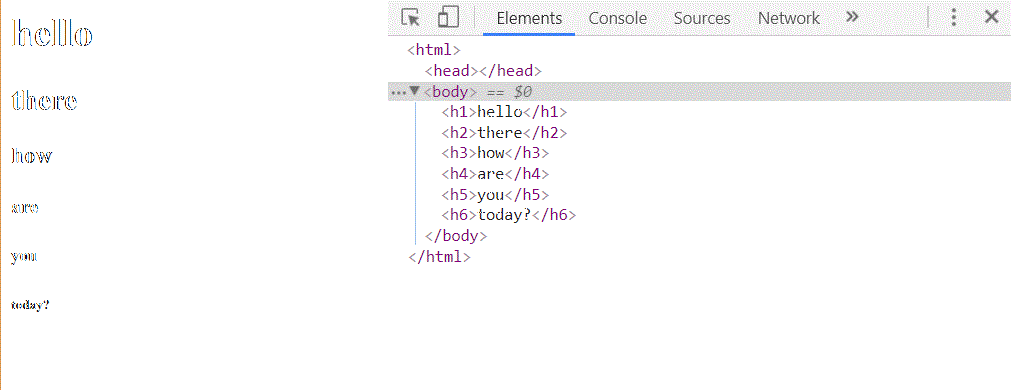 hello
there
how
are
you
today?
Elements Console Sources Network »
<html>
<head></head>
... ▼ <body> == $0
<h1>hello</h1>
<h2>there</h2>
<h3>how</h3>
<h4>are</h4>
<h5>you</h5>
<h6>today?</h6>
</body>
</html>